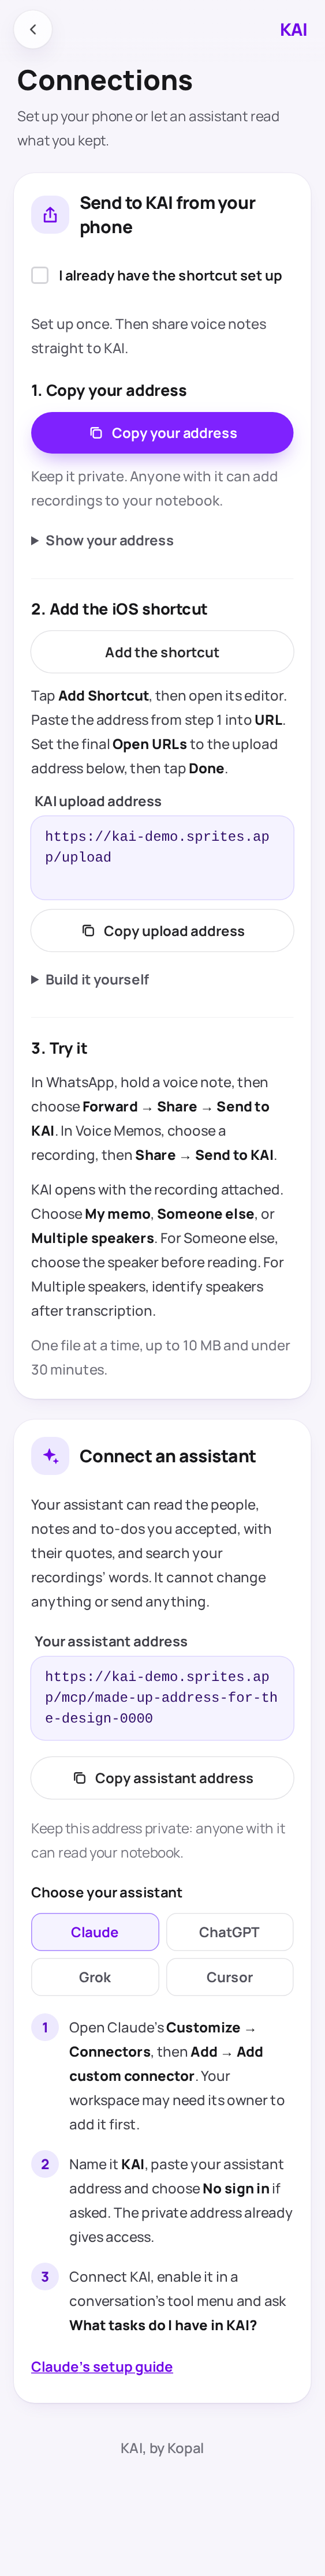 KAI
Connections
Set up your phone or let an assistant read
what you kept.
Send to KAI from your
phone
I already have the shortcut set up
Set up once. Then share voice notes
straight to KAI.
1. Copy your address
Copy your address
Keep it private. Anyone with it can add
recordings to your notebook.
Show your address
2. Add the iOS shortcut
Add the shortcut
Tap Add Shortcut, then open its editor.
Paste the address from step 1 into URL.
Set the final Open URLs to the upload
address below, then tap Done.
KAI upload address
https://kai-demo.sprites.ap
p/upload
Copy upload address
Build it yourself
3. Try it
In WhatsApp, hold a voice note, then
choose Forward → Share → Send to
KAI. In Voice Memos, choose a
recording, then Share → Send to KAI.
KAI opens with the recording attached.
Choose My memo, Someone else, or
Multiple speakers. For Someone else,
choose the speaker before reading. For
Multiple speakers, identify speakers
after transcription.
One file at a time, up to 10 MB and under
30 minutes.
Connect an assistant
Your assistant can read the people,
notes and to-dos you accepted, with
their quotes, and search your
recordings' words. It cannot change
anything or send anything.
Your assistant address
https://kai-demo.sprites.ap
p/mcp/made-up-address-for-th
e-design-0000
Copy assistant address
Keep this address private: anyone with it
can read your notebook.
Choose your assistant
Claude
ChatGPT
Grok
Cursor
1 Open Claude's Customize →
Connectors, then Add → Add
custom connector. Your
workspace may need its owner to
add it first.
2 Name it KAI, paste your assistant
address and choose No sign in if
asked. The private address already
gives access.
3 Connect KAI, enable it in a
conversation's tool menu and ask
What tasks do I have in KAI?
Claude's setup guide
KAI, by Kopal